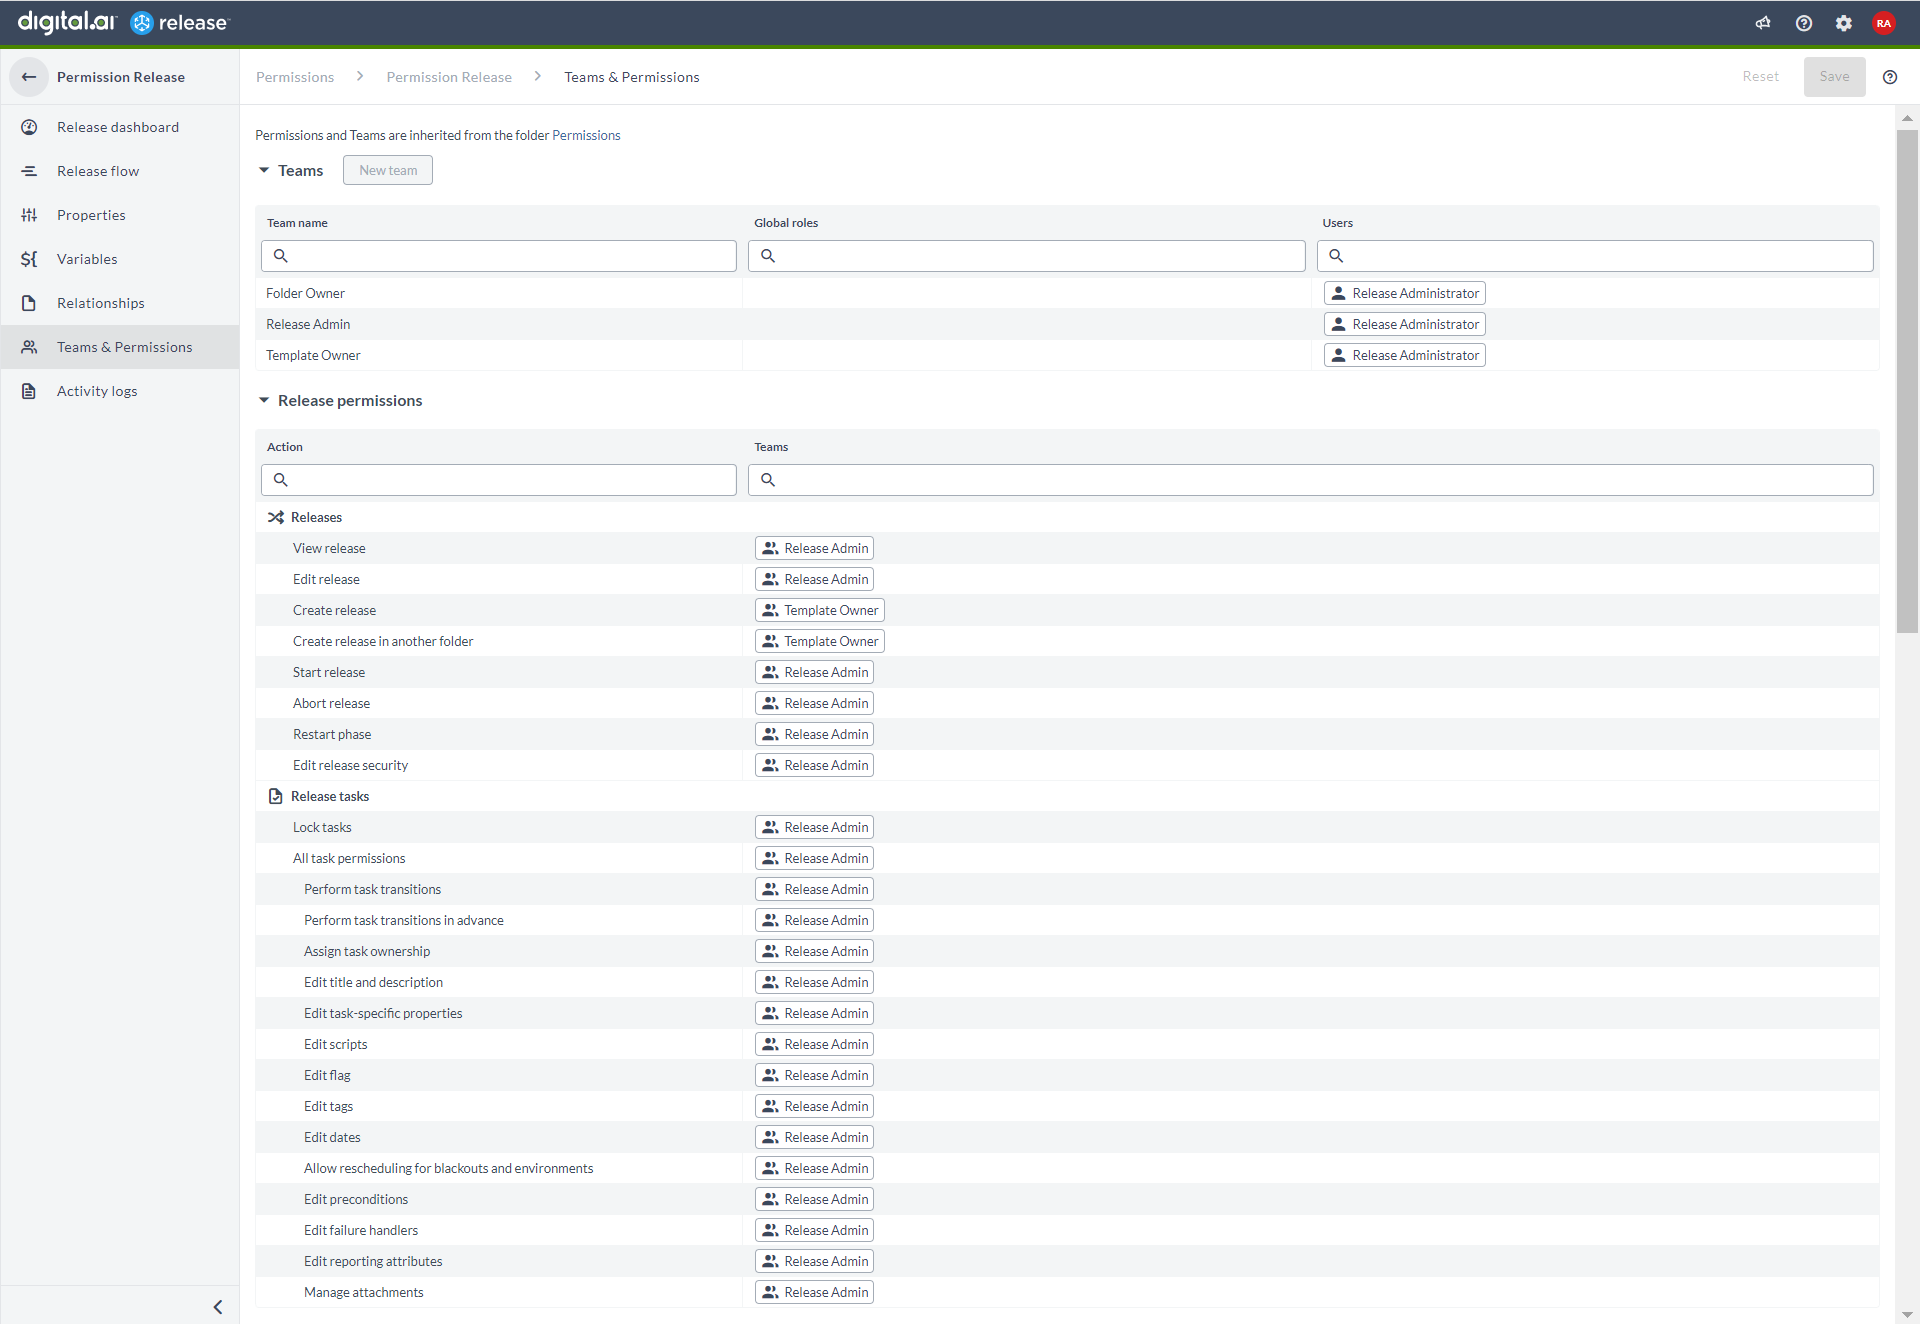 digital.ai release
RA
Permission Release
Permissions
Permission Release
Teams & Permissions
Reset
Save
Release dashboard
Release flow
Properties
Variables
Relationships
Teams & Permissions
Activity logs
Permissions and Teams are inherited from the folder Permissions
Teams
New team
Team name
Global roles
Users
Folder Owner
Release Administrator
Release Admin
Release Administrator
Template Owner
Release Administrator
Release permissions
Action
Teams
Releases
View release
Release Admin
Edit release
Release Admin
Create release
Template Owner
Create release in another folder
Template Owner
Start release
Release Admin
Abort release
Release Admin
Restart phase
Release Admin
Edit release security
Release Admin
Release tasks
Lock tasks
Release Admin
All task permissions
Release Admin
Perform task transitions
Release Admin
Perform task transitions in advance
Release Admin
Assign task ownership
Release Admin
Edit title and description
Release Admin
Edit task-specific properties
Release Admin
Edit scripts
Release Admin
Edit flag
Release Admin
Edit tags
Release Admin
Edit dates
Release Admin
Allow rescheduling for blackouts and environments
Release Admin
Edit preconditions
Release Admin
Edit failure handlers
Release Admin
Edit reporting attributes
Release Admin
Manage attachments
Release Admin